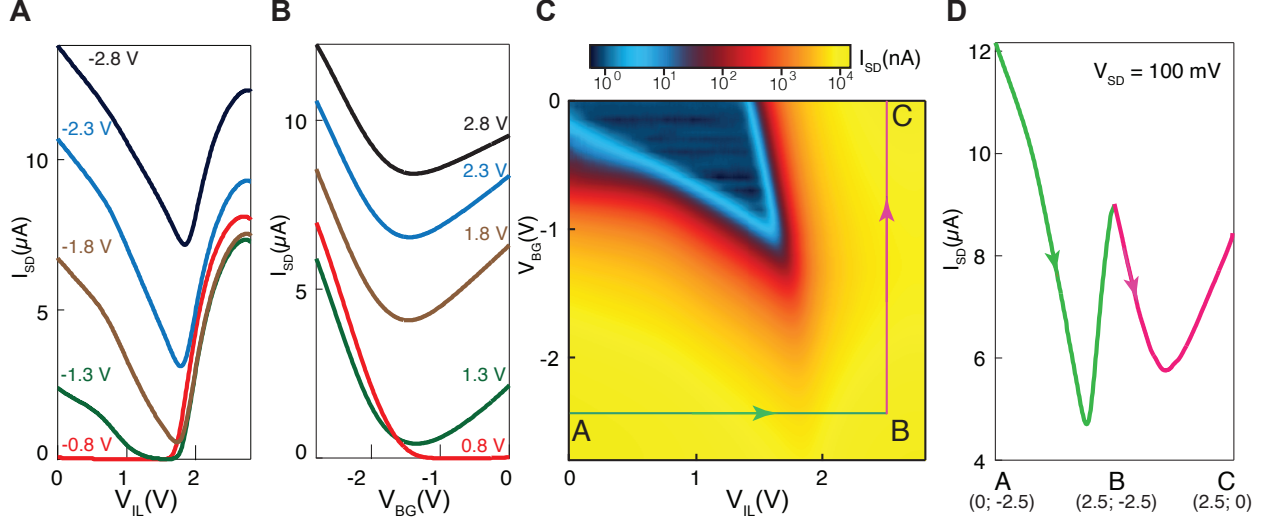 A
-2.8 V
-2.3 V
-1.8 V
-1.3 V
-0.8 V
10
5
0
I_SD(µA)
0
1
2
V_IL(V)
B
2.8 V
2.3 V
1.8 V
1.3 V
0.8 V
10
5
0
I_SD(µA)
-2
-1
0
V_BG(V)
C
I_SD(nA)
10^0
10^1
10^2
10^3
10^4
0
-1
-2
V_BG(V)
C
A
B
0
1
2
V_IL(V)
D
V_SD = 100 mV
12
10
8
6
4
I_SD(µA)
A
B
C
(0; -2.5)
(2.5; -2.5)
(2.5; 0)